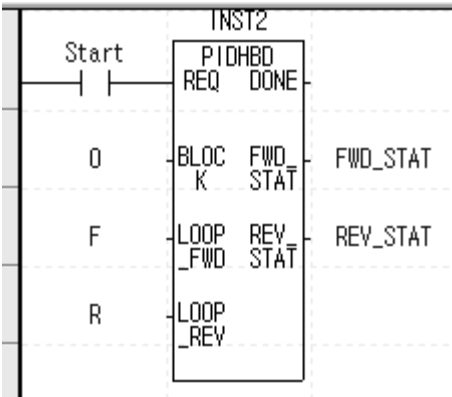 INST2
Start
PIDHBD
REQ DONE
0 BLOC FWD_ FWD_STAT
K STAT
F LOOP REV_ REV_STAT
_FWD STAT
R LOOP
_REV